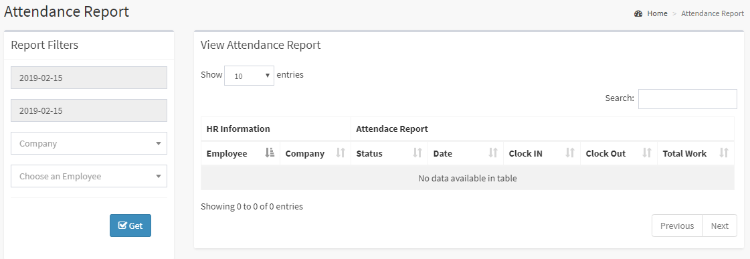 Attendance Report
Home > Attendance Report
Report Filters
2019-02-15
2019-02-15
Company
Choose an Employee
Get
View Attendance Report
Show 10 entries
Search:
HR Information Attendace Report
Employee Company Status Date Clock IN Clock Out Total Work
No data available in table
Showing 0 to 0 of 0 entries
Previous Next